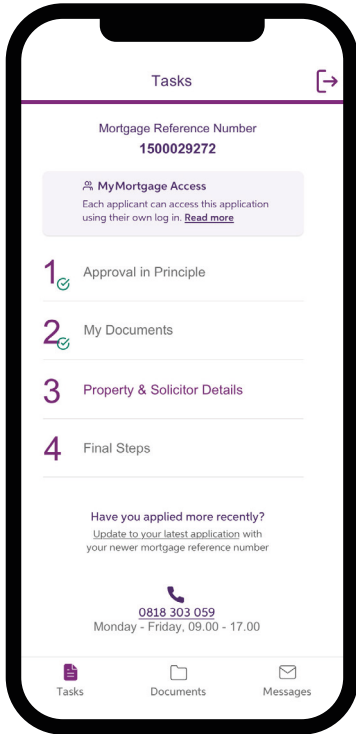 Tasks
Mortgage Reference Number
1500029272
MyMortgage Access
Each applicant can access this application
using their own log in. Read more
1 Approval in Principle
2 My Documents
3 Property & Solicitor Details
4 Final Steps
Have you applied more recently?
Update to your latest application with
your newer mortgage reference number
0818 303 059
Monday - Friday, 09.00 - 17.00
Tasks Documents Messages